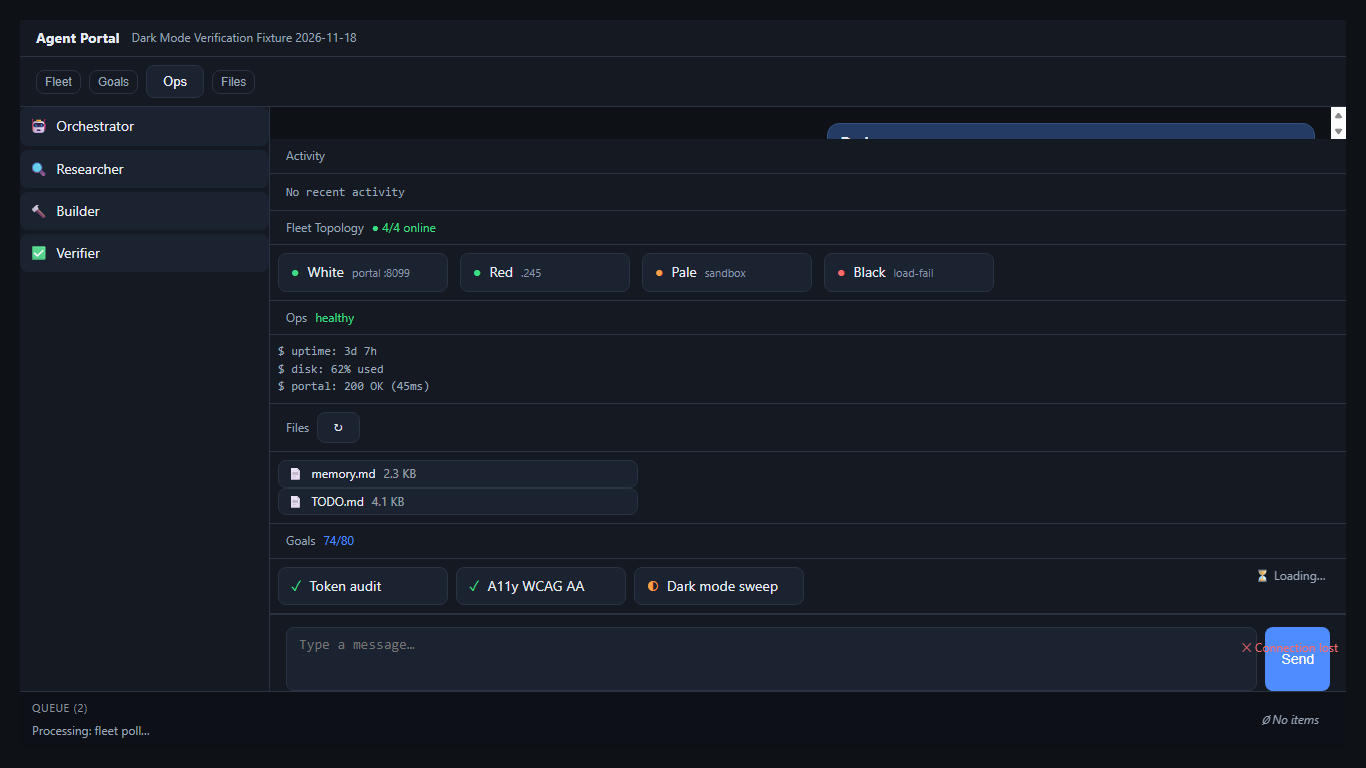 Agent Portal Dark Mode Verification Fixture 2026-11-18
Fleet Goals Ops Files
Orchestrator
Researcher
Builder
Verifier
Activity
No recent activity
Fleet Topology ● 4/4 online
● White portal :8099
● Red .245
● Pale sandbox
● Black load-fail
Ops healthy
$ uptime: 3d 7h
$ disk: 62% used
$ portal: 200 OK (45ms)
Files ↻
memory.md 2.3 KB
TODO.md 4.1 KB
Goals 74/80
✓ Token audit
✓ A11y WCAG AA
◐ Dark mode sweep
⏳ Loading...
Type a message…
✕ Connection lost
Send
QUEUE (2)
Processing: fleet poll...
Ø No items